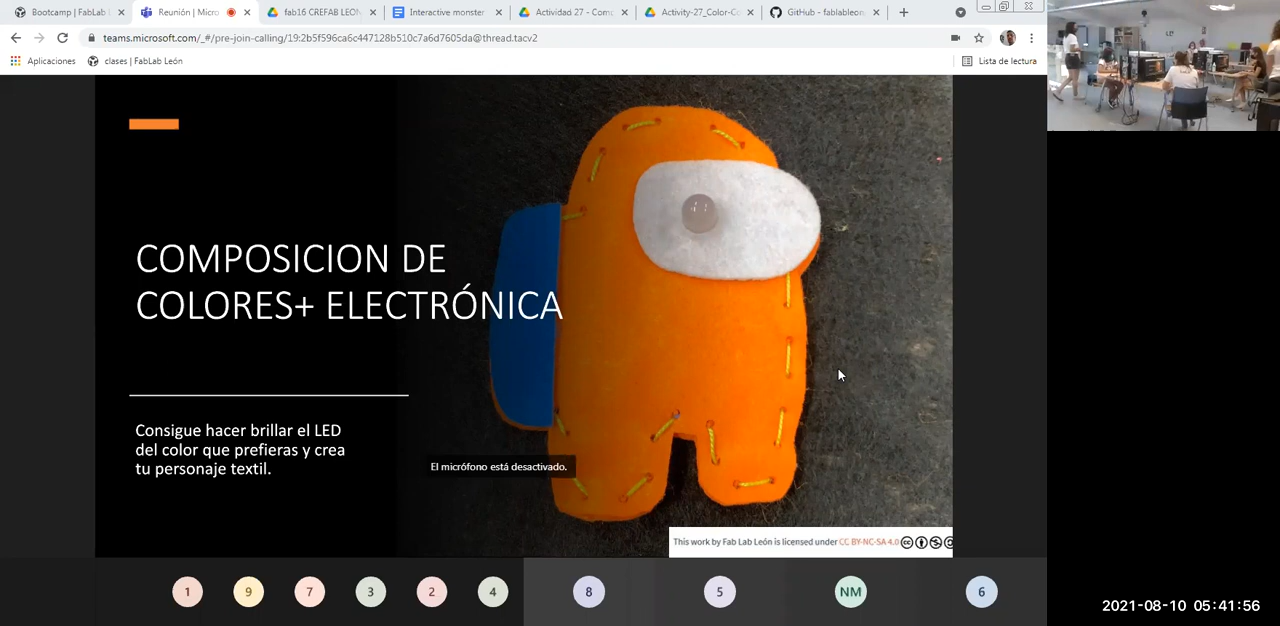 Bootcamp | FabLab
Reunión | Micro
fab16 CREFAB LEON
Interactive monster
Actividad 27 - Com
Activity-27_Color-C
GitHub - fablableon
teams.microsoft.com/_#/pre-join-calling/19:2b5f596ca6c447128b510c7a6d7605da@thread.tacv2
Aplicaciones
clases | FabLab León
Lista de lectura
COMPOSICION DE
COLORES+ ELECTRÓNICA
Consigue hacer brillar el LED
del color que prefieras y crea
tu personaje textil.
El micrófono está desactivado.
This work by Fab Lab León is licensed under CC BY-NC-SA 4.0
1 9 7 3 2 4 8 5 NM 6
2021-08-10 05:41:56